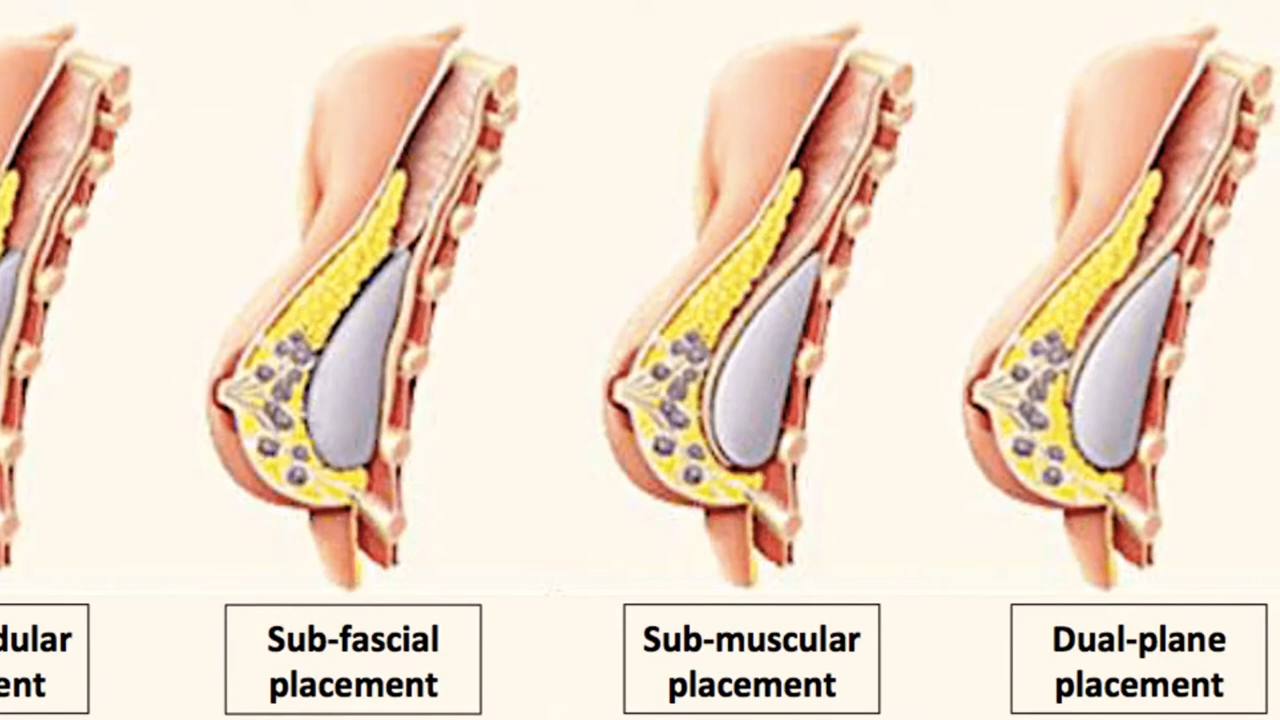 dular
ent
Sub-fascial
placement
Sub-muscular
placement
Dual-plane
placement